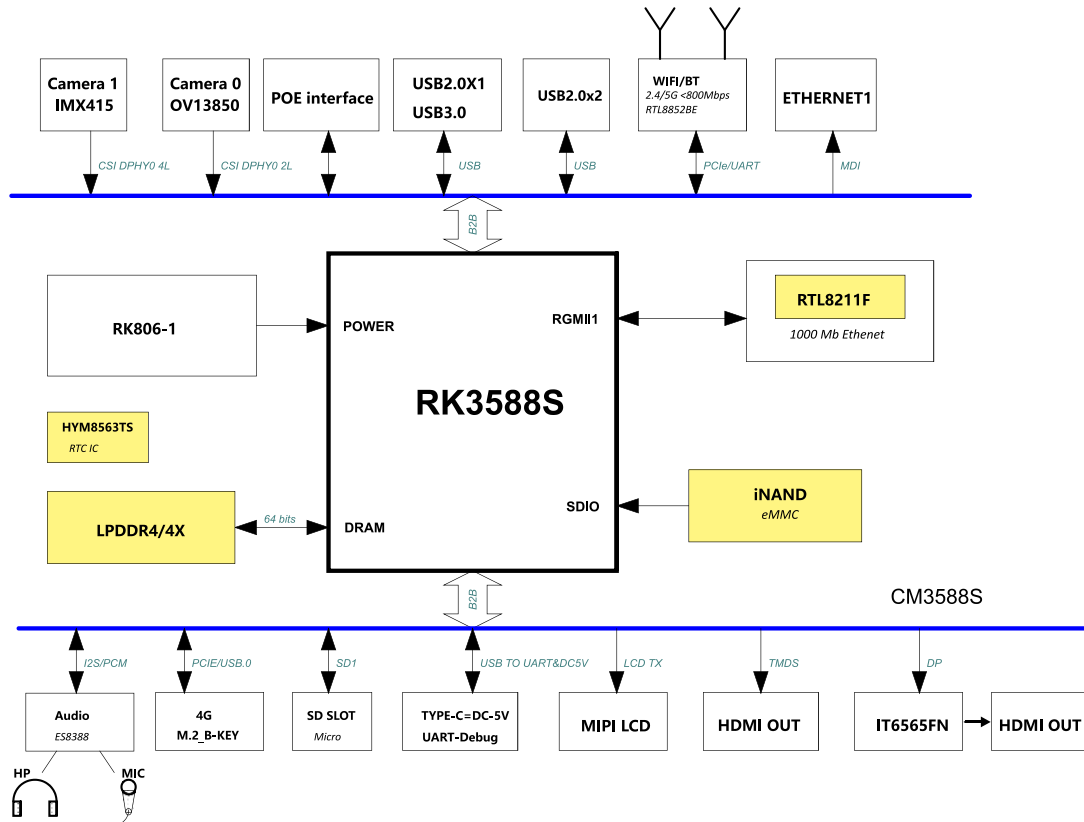 Camera 1
IMX415
Camera 0
OV13850
POE interface
USB2.0X1
USB3.0
USB2.0x2
WIFI/BT
2.4/5G <800Mbps
RTL8852BE
ETHERNET1
CSI DPHY0 4L
CSI DPHY0 2L
USB
USB
PCIe/UART
MDI
B2B
RK806-1
POWER
RGMII1
RTL8211F
1000 Mb Ethenet
RK3588S
HYM8563TS
RTC IC
LPDDR4/4X
64 bits
DRAM
SDIO
iNAND
eMMC
B2B
CM3588S
I2S/PCM
PCIE/USB.0
SD1
USB TO UART&DC5V
LCD TX
TMDS
DP
Audio
ES8388
4G
M.2_B-KEY
SD SLOT
Micro
TYPE-C=DC-5V
UART-Debug
MIPI LCD
HDMI OUT
IT6565FN
HDMI OUT
HP
MIC